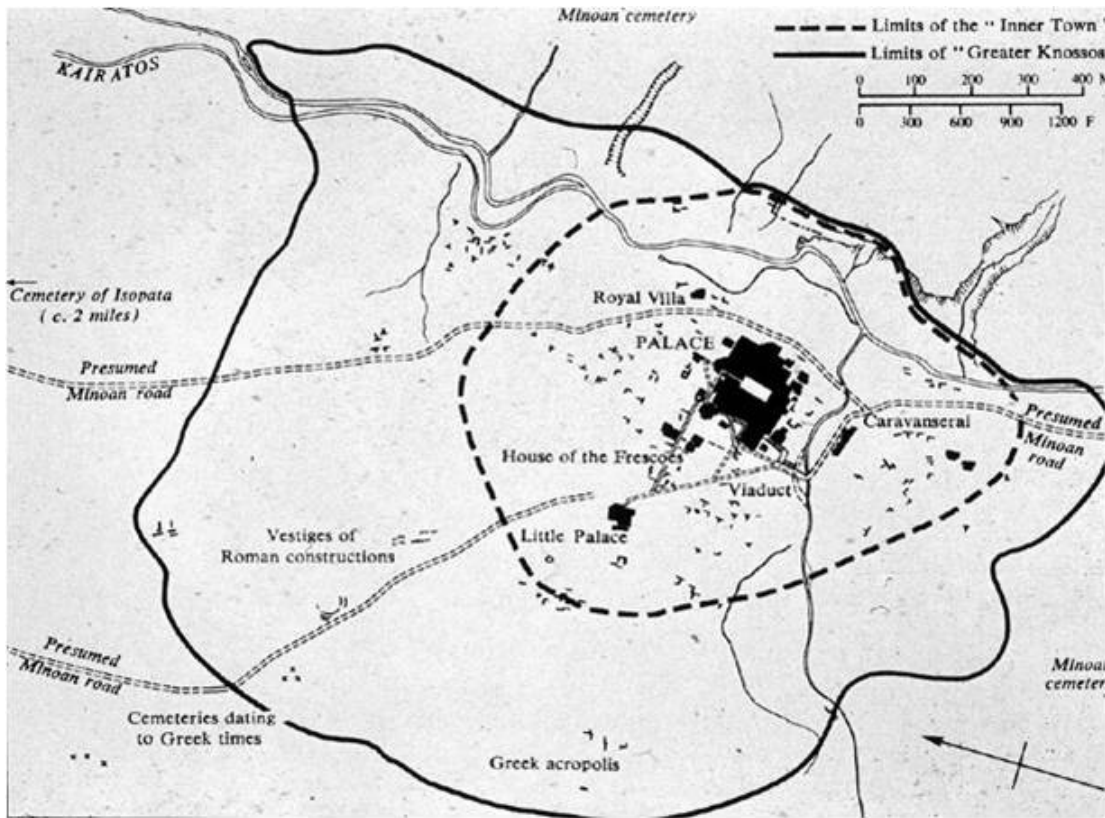 Minoan cemetery
Limits of the "Inner Town"
Limits of "Greater Knossos
0 100 200 300 400 M
0 300 600 900 1200 F
KAIRATOS
Cemetery of Isopata
( c. 2 miles)
Royal Villa
PALACE
Presumed
Minoan road
Caravanserai
Presumed
Minoan
road
House of the Frescoes
Viaduct
Little Palace
Vestiges of
Roman constructions
Presumed
Minoan road
Minoan
cemetery
Cemeteries dating
to Greek times
Greek acropolis